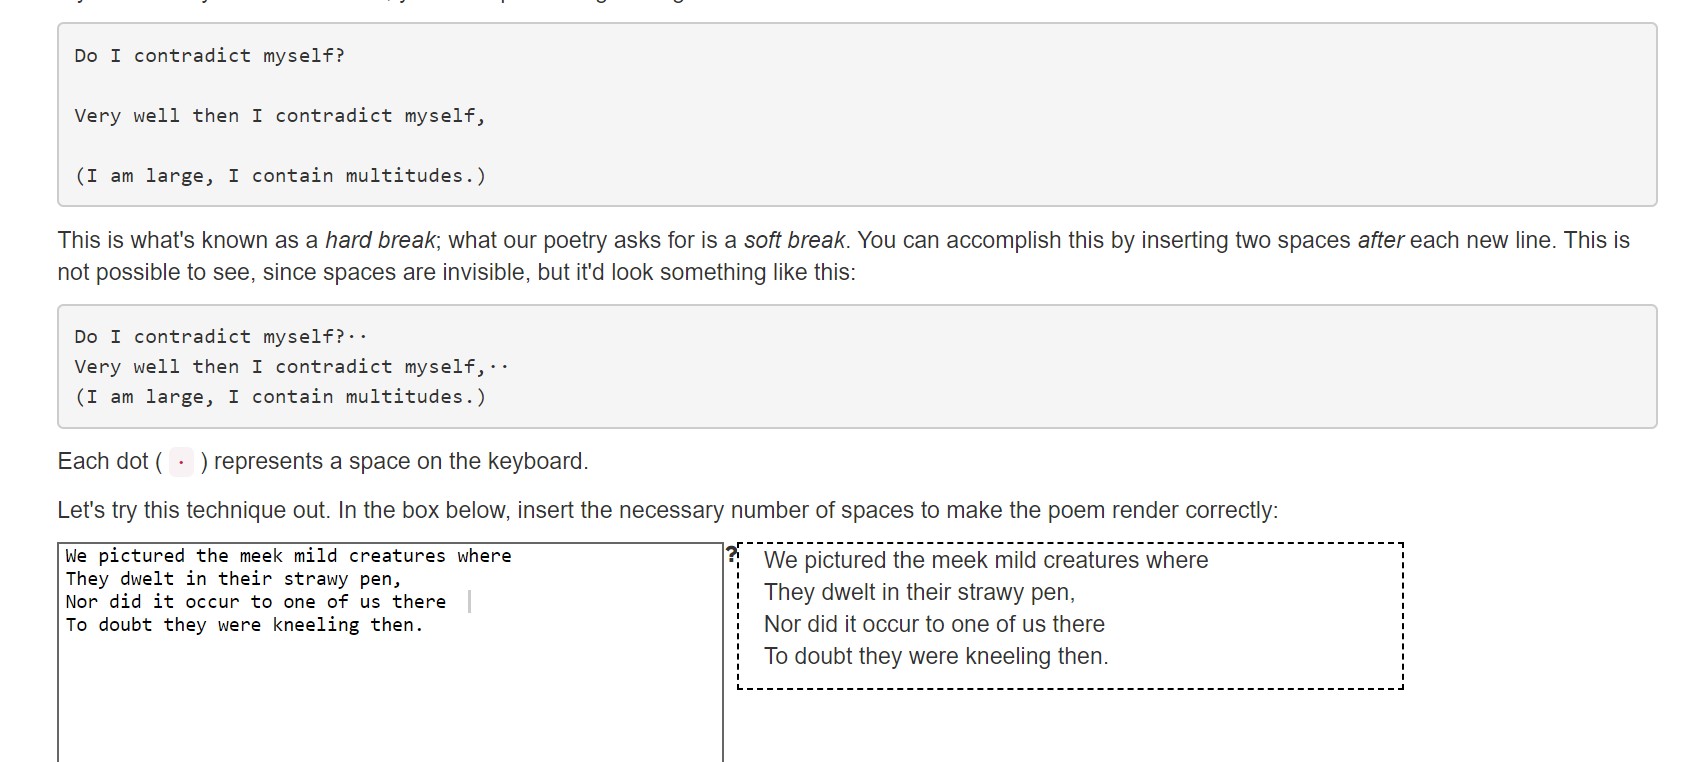 Do I contradict myself?
Very well then I contradict myself,
(I am large, I contain multitudes.)
This is what's known as a hard break; what our poetry asks for is a soft break. You can accomplish this by inserting two spaces after each new line. This is
not possible to see, since spaces are invisible, but it'd look something like this:
Do I contradict myself?··
Very well then I contradict myself,··
(I am large, I contain multitudes.)
Each dot ( · ) represents a space on the keyboard.
Let's try this technique out. In the box below, insert the necessary number of spaces to make the poem render correctly:
We pictured the meek mild creatures where
They dwelt in their strawy pen,
Nor did it occur to one of us there
To doubt they were kneeling then.
?
We pictured the meek mild creatures where
They dwelt in their strawy pen,
Nor did it occur to one of us there
To doubt they were kneeling then.